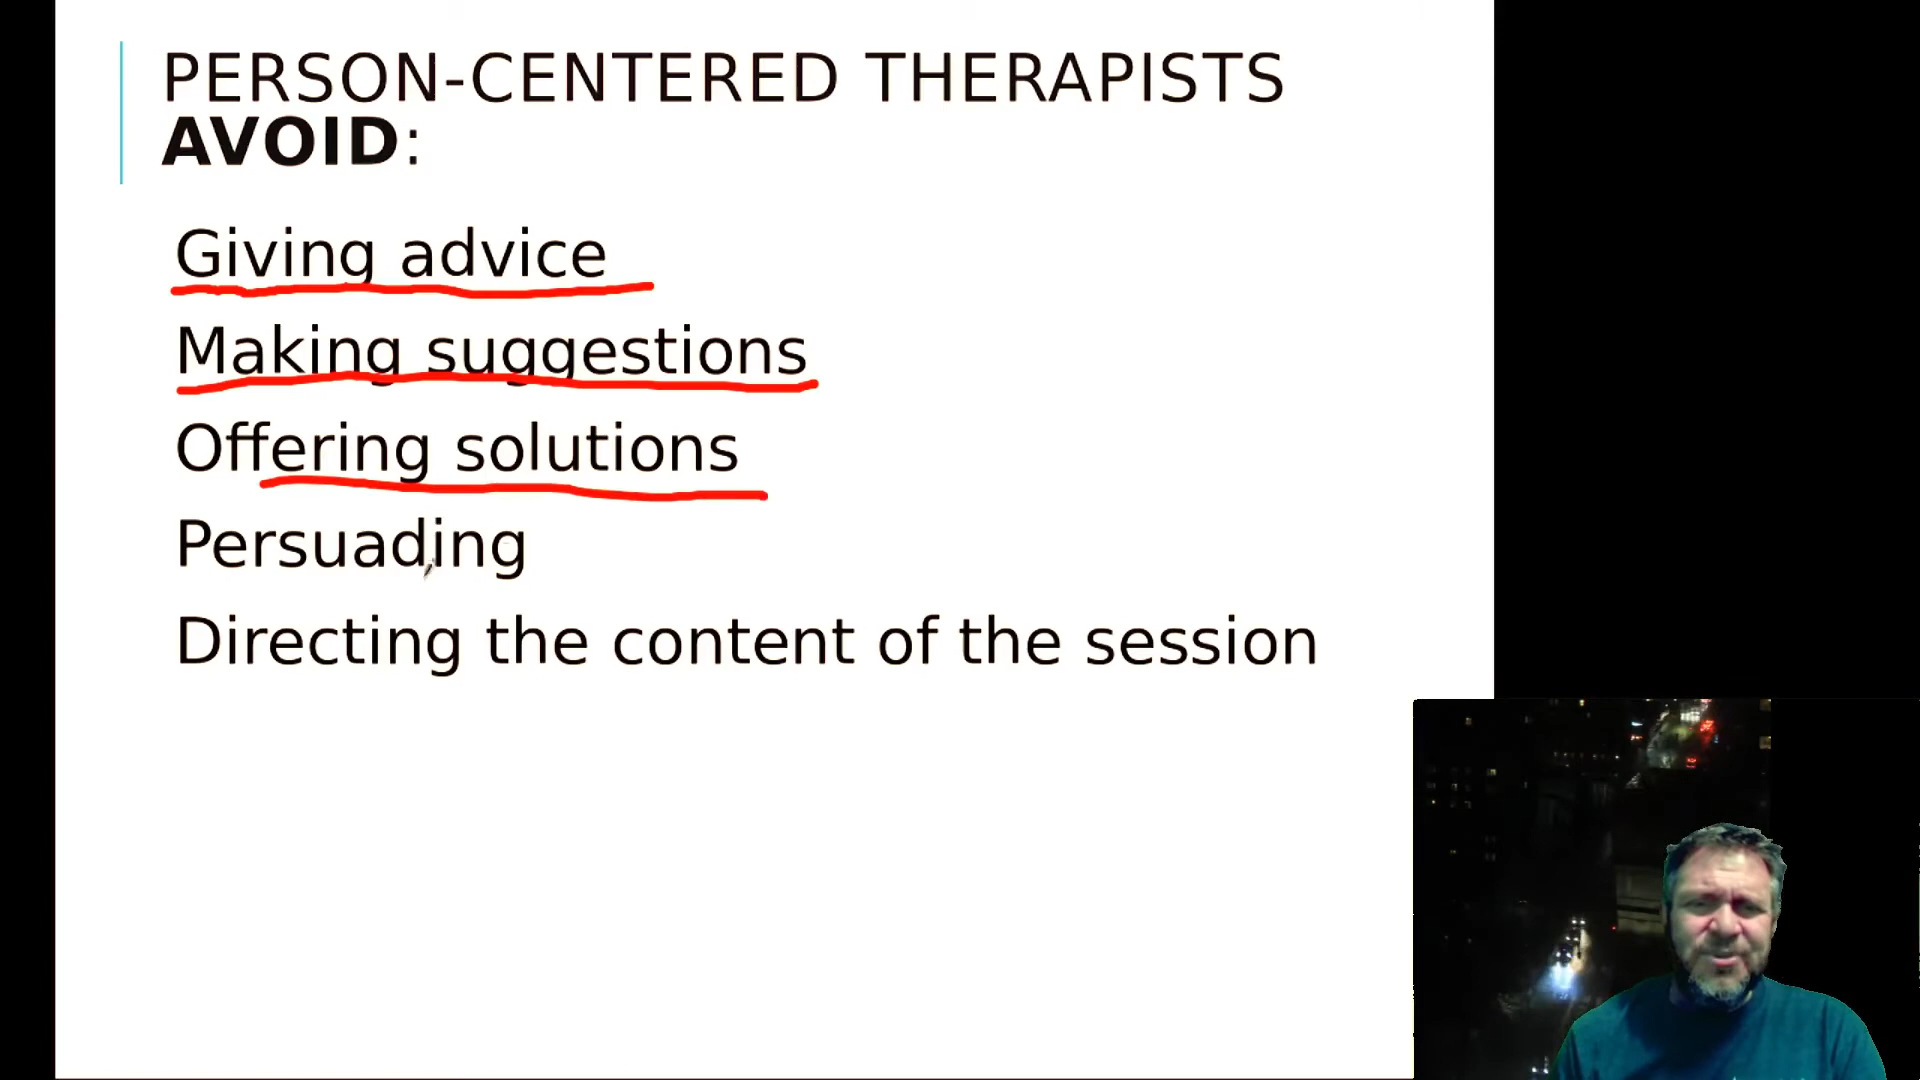 PERSON-CENTERED THERAPISTS
AVOID:
Giving advice
Making suggestions
Offering solutions
Persuading
Directing the content of the session